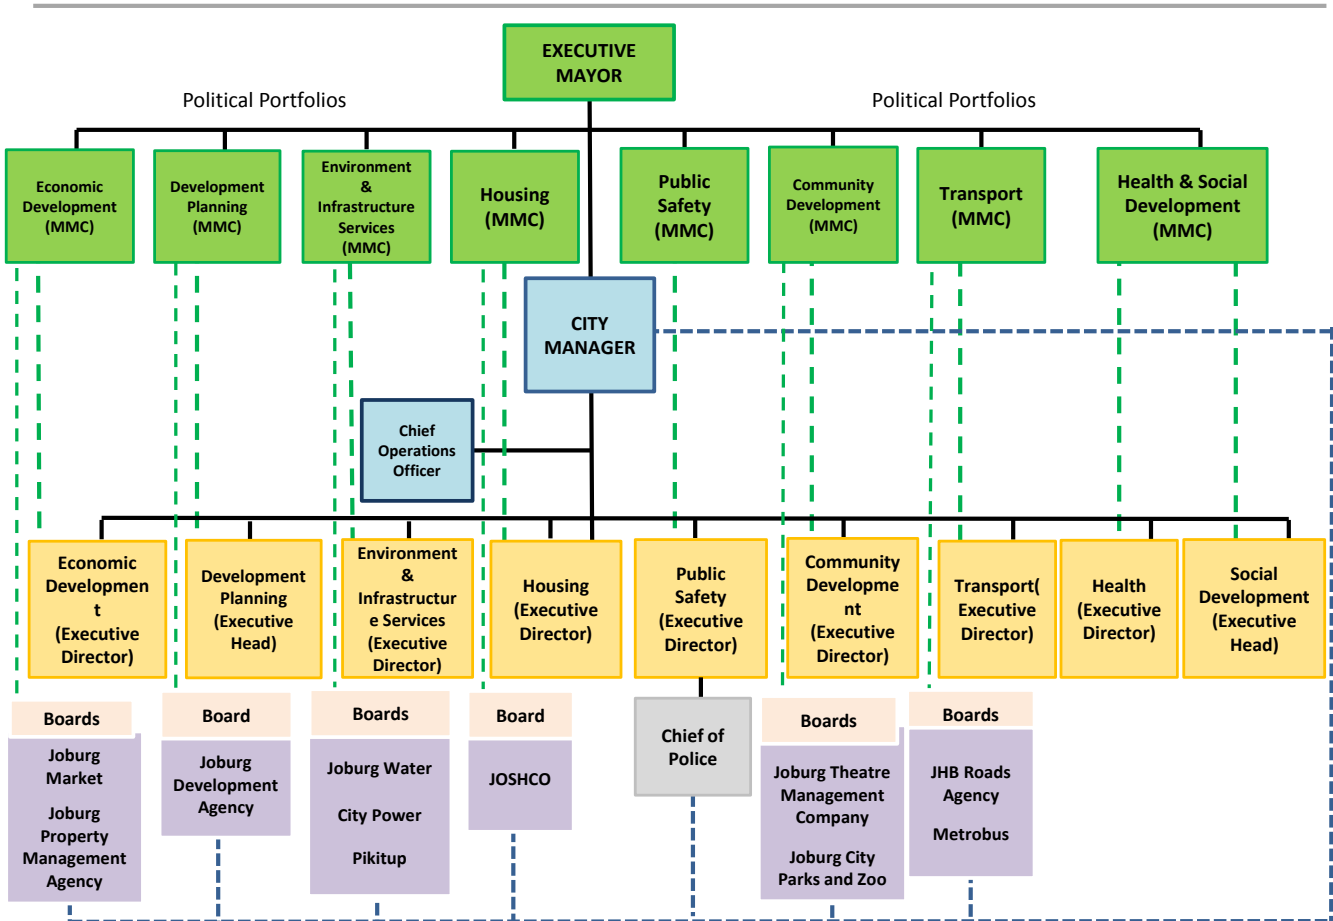 EXECUTIVE
MAYOR
Political Portfolios
Political Portfolios
Economic
Development
(MMC)
Development
Planning
(MMC)
Environment
&
Infrastructure
Services
(MMC)
Housing
(MMC)
Public
Safety
(MMC)
Community
Development
(MMC)
Transport
(MMC)
Health & Social
Development
(MMC)
CITY
MANAGER
Chief
Operations
Officer
Economic
Developmen
t
(Executive
Director)
Development
Planning
(Executive
Head)
Environment
&
Infrastructur
e Services
(Executive
Director)
Housing
(Executive
Director)
Public
Safety
(Executive
Director)
Community
Developme
nt
(Executive
Director)
Transport(
Executive
Director)
Health
(Executive
Director)
Social
Development
(Executive
Head)
Boards
Joburg
Market
Joburg
Property
Management
Agency
Board
Joburg
Development
Agency
Boards
Joburg Water
City Power
Pikitup
Board
JOSHCO
Chief of
Police
Boards
Joburg Theatre
Management
Company
Joburg City
Parks and Zoo
Boards
JHB Roads
Agency
Metrobus